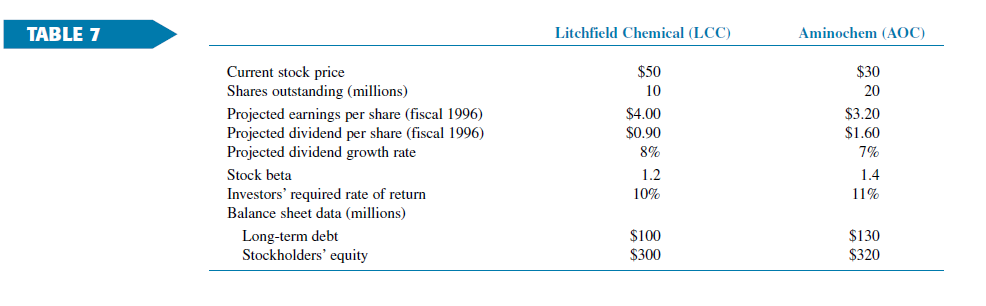 TABLE 7
Litchfield Chemical (LCC) Aminochem (AOC)
Current stock price $50 $30
Shares outstanding (millions) 10 20
Projected earnings per share (fiscal 1996) $4.00 $3.20
Projected dividend per share (fiscal 1996) $0.90 $1.60
Projected dividend growth rate 8% 7%
Stock beta 1.2 1.4
Investors’ required rate of return 10% 11%
Balance sheet data (millions)
Long-term debt $100 $130
Stockholders’ equity $300 $320